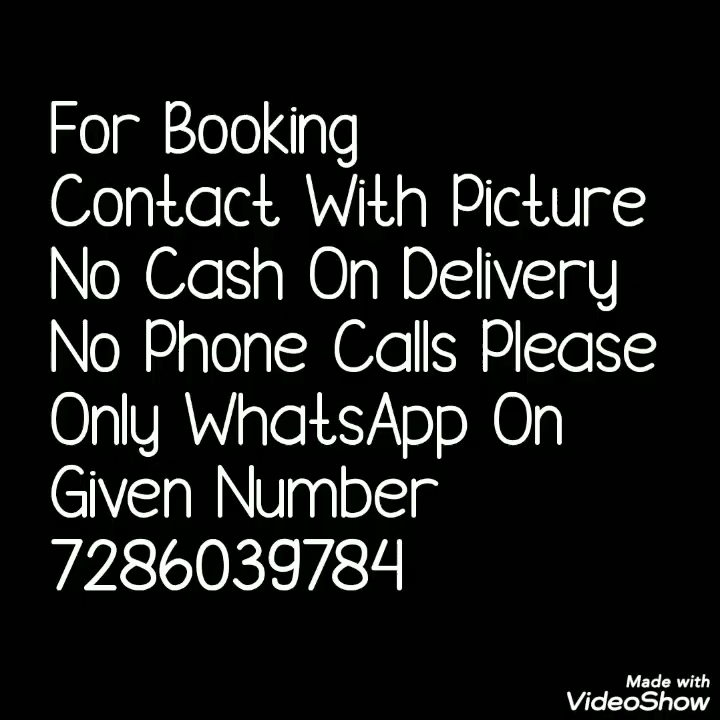 For Booking
Contact With Picture
No Cash On Delivery
No Phone Calls Please
Only WhatsApp On
Given Number
7286039784
Made with
VideoShow